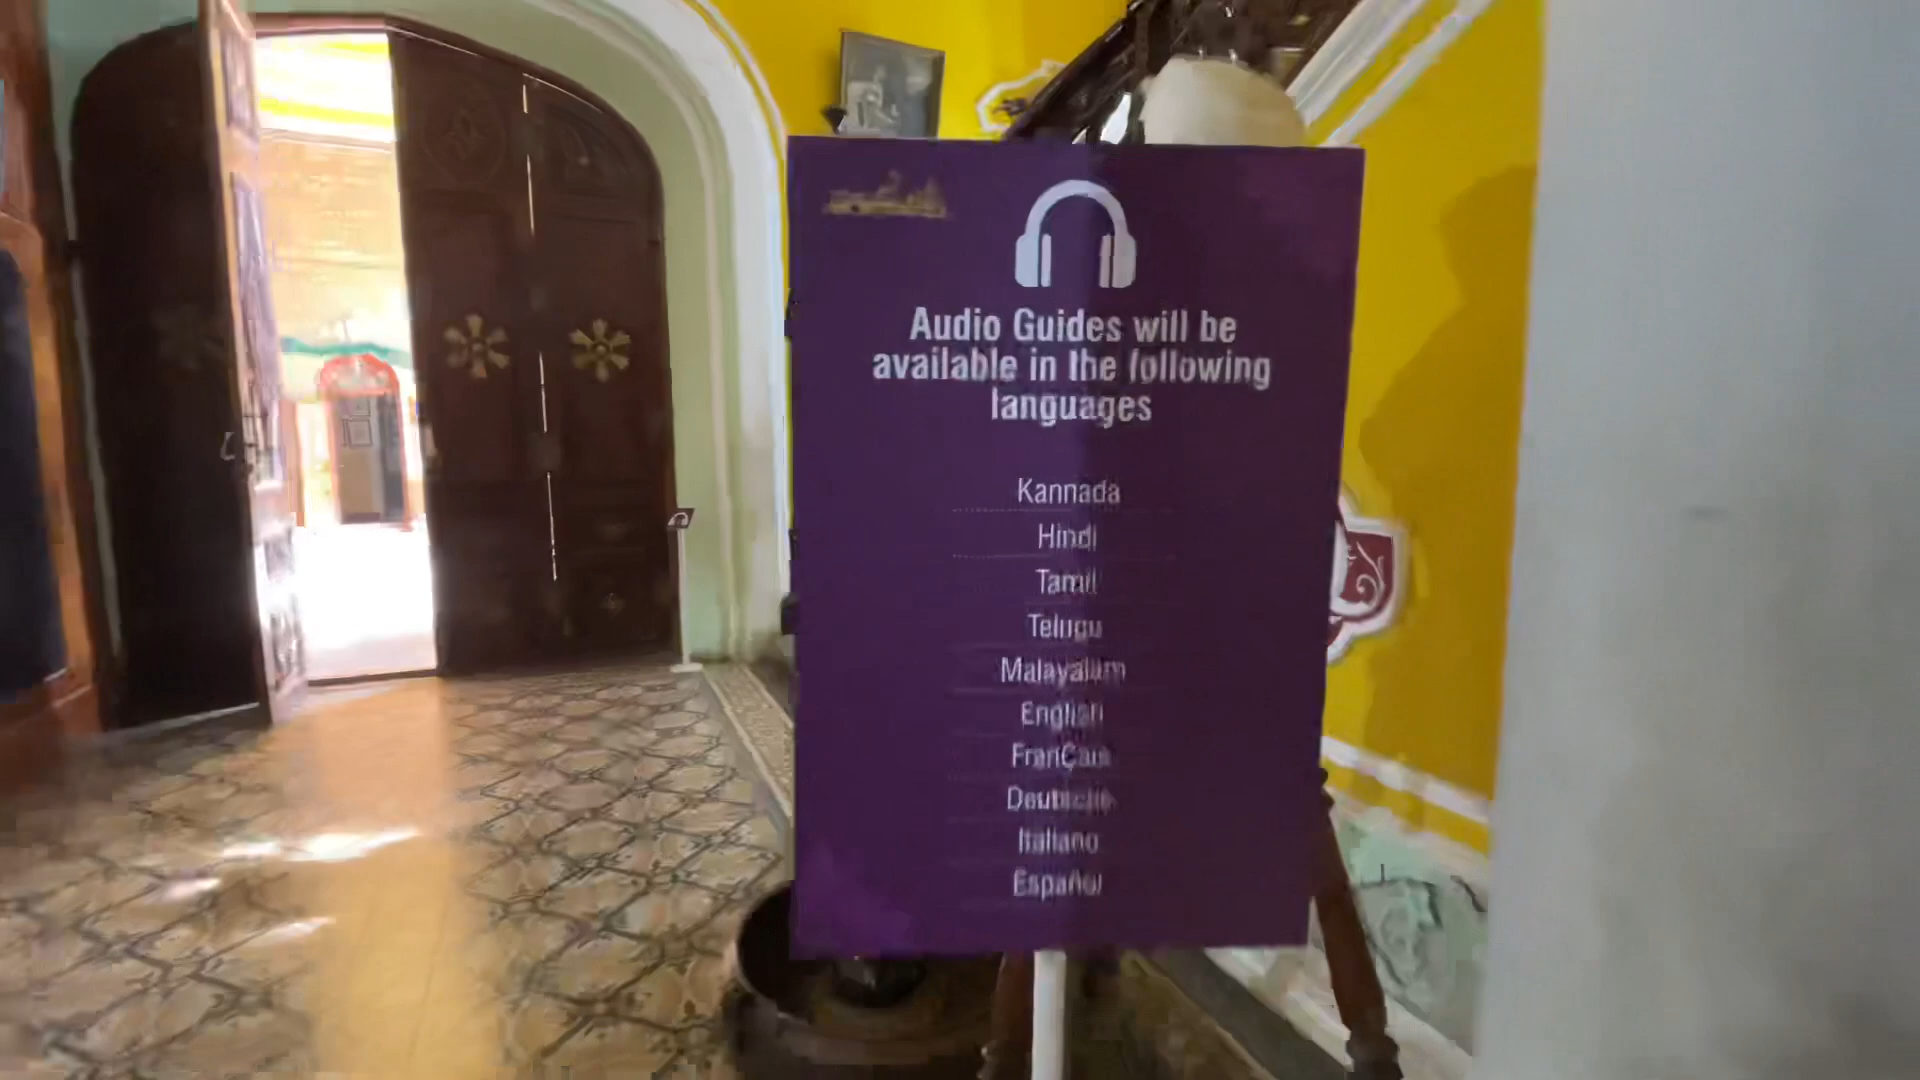 Audio Guides will be
available in the following
languages
Kannada
Hindi
Tamil
Telugu
Malayalam
English
FranÇais
Deutsche
Italiano
Español